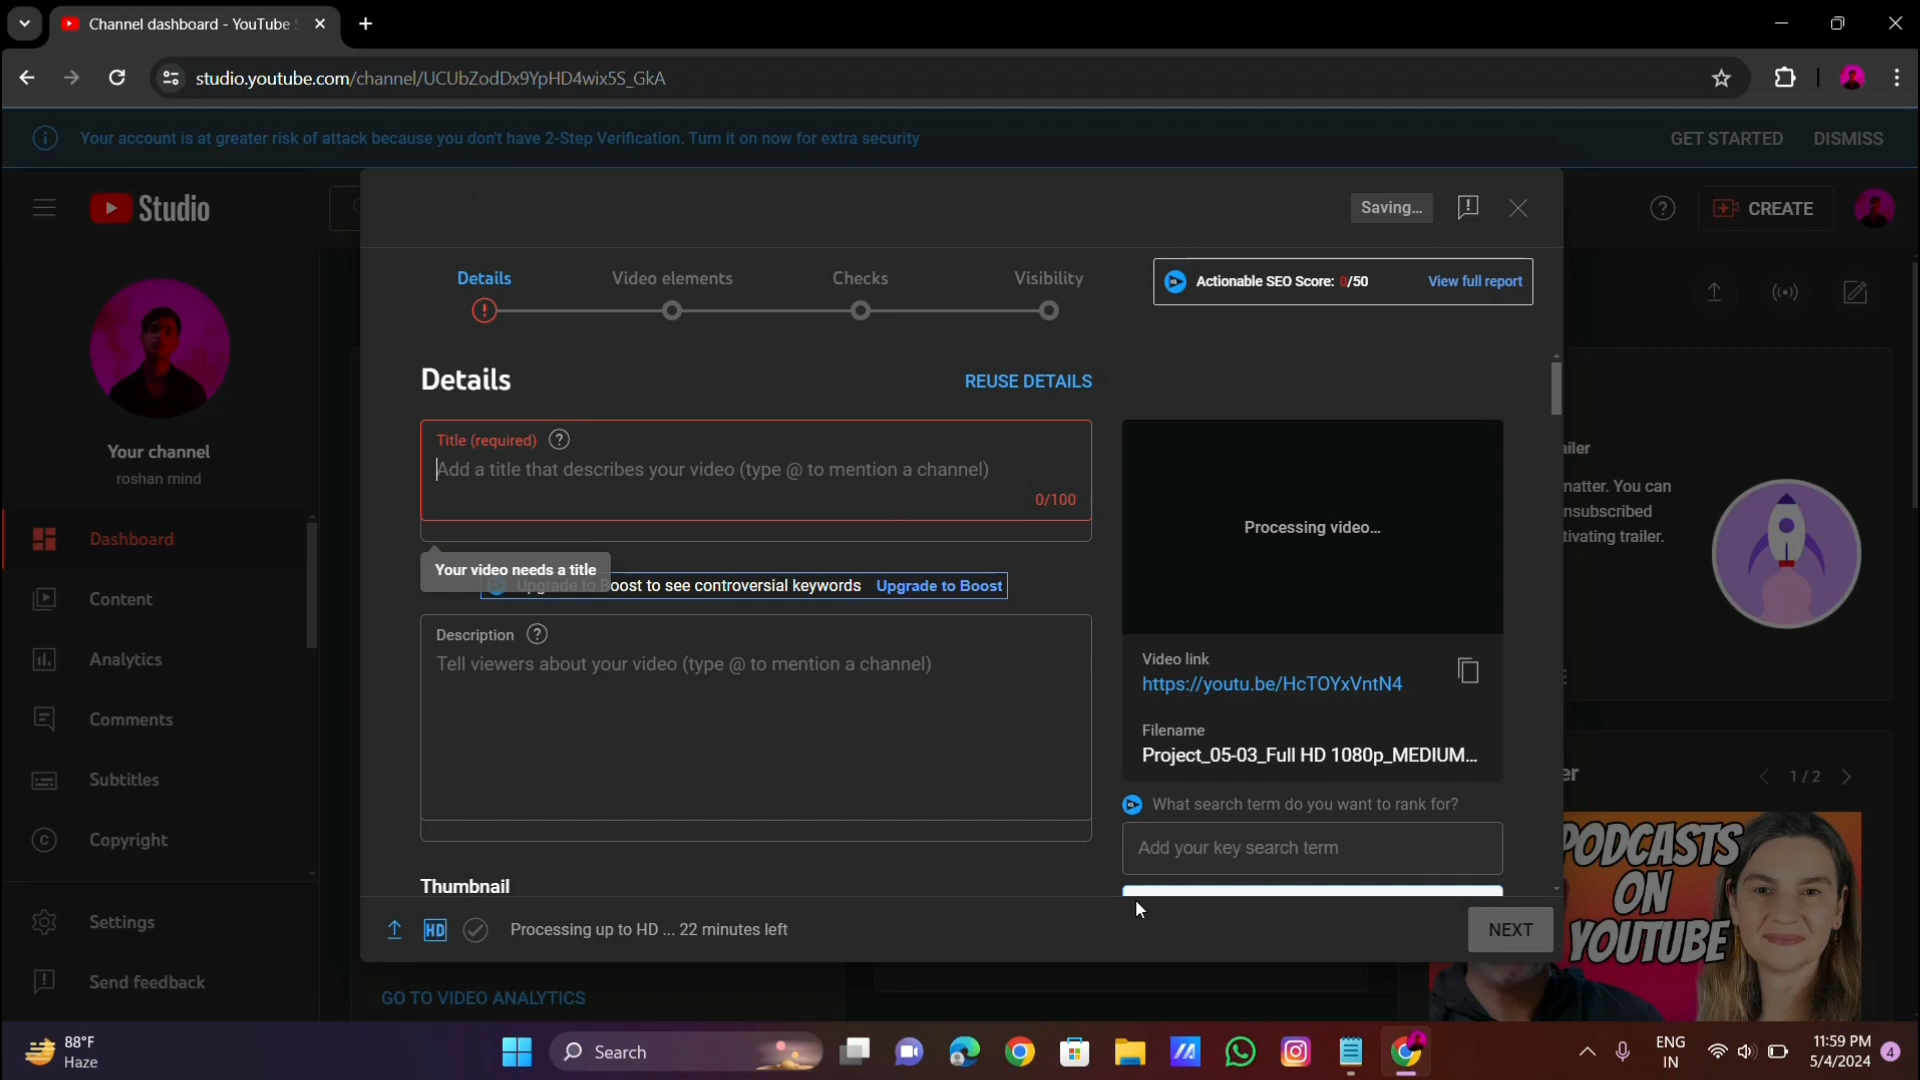 Channel dashboard - YouTube
studio.youtube.com/channel/UCUbZodDx9YpHD4wix5S_GkA
Your account is at greater risk of attack because you don't have 2-Step Verification. Turn it on now for extra security
GET STARTED
DISMISS
Studio
Saving...
CREATE
Details
Video elements
Checks
Visibility
Actionable SEO Score: 0/50
View full report
Details
REUSE DETAILS
Title (required)
Add a title that describes your video (type @ to mention a channel)
0/100
Your video needs a title
Upgrade to Boost to see controversial keywords
Upgrade to Boost
Description
Tell viewers about your video (type @ to mention a channel)
Thumbnail
Processing video...
Video link
https://youtu.be/HcTOYxVntN4
Filename
Project_05-03_Full HD 1080p_MEDIUM...
What search term do you want to rank for?
Add your key search term
HD
Processing up to HD ... 22 minutes left
NEXT
Your channel
roshan mind
Dashboard
Content
Analytics
Comments
Subtitles
Copyright
Settings
Send feedback
GO TO VIDEO ANALYTICS
ailer
natter. You can
nsubscribed
tivating trailer.
er
1 / 2
PODCASTS
ON
YOUTUBE
88°F
Haze
Search
ENG
IN
11:59 PM
5/4/2024
4